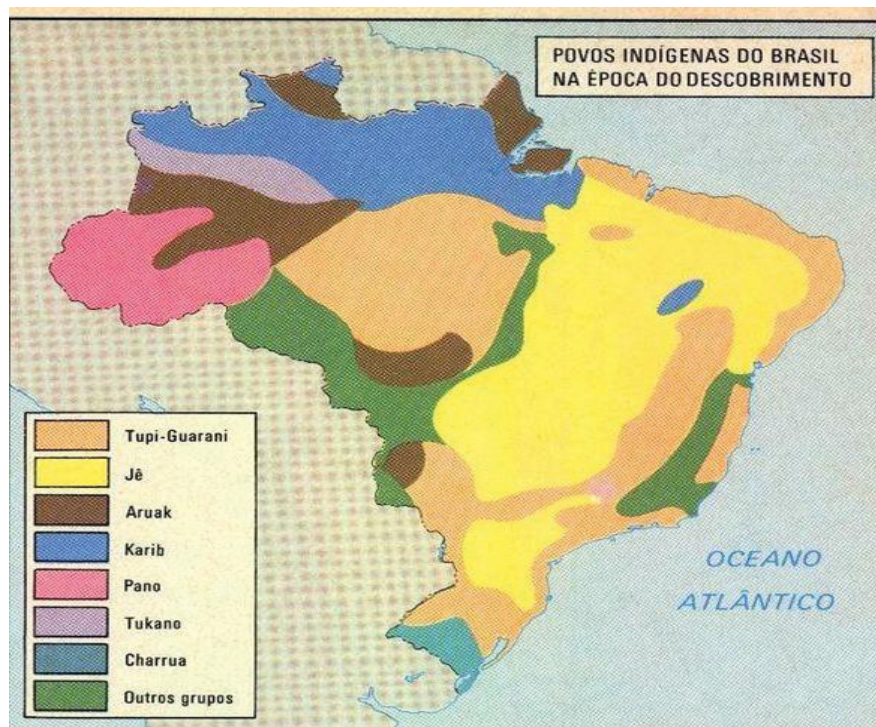 POVOS INDÍGENAS DO BRASIL
NA ÉPOCA DO DESCOBRIMENTO
Tupi-Guarani
Jê
Aruak
Karib
Pano
Tukano
Charrua
Outros grupos
OCEANO
ATLÂNTICO